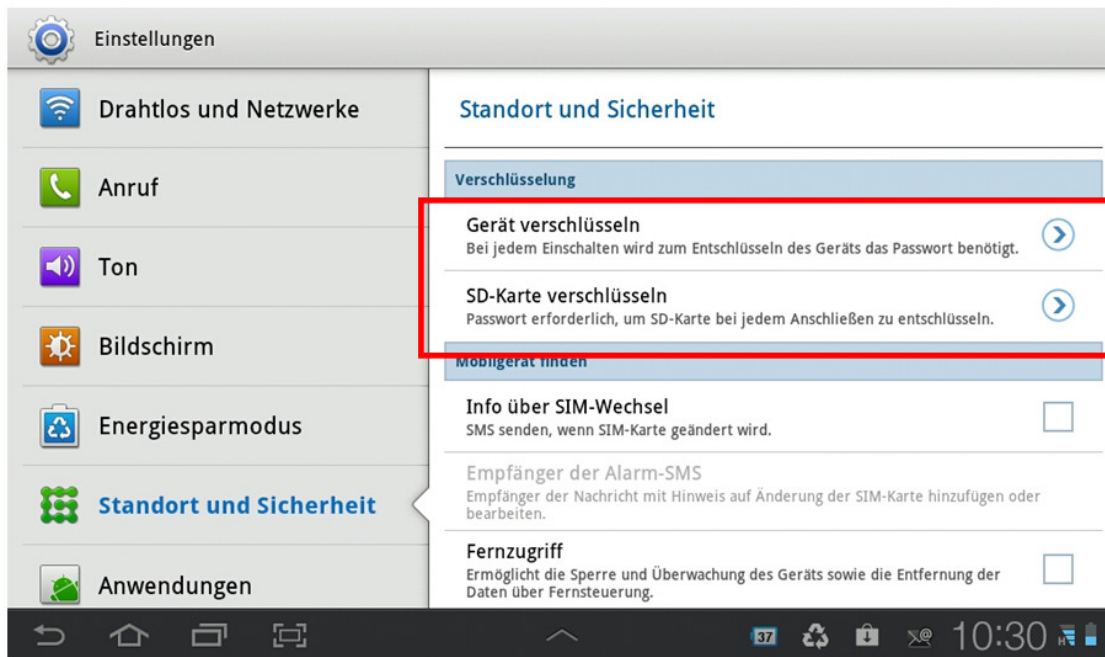 Einstellungen
Drahtlos und Netzwerke
Anruf
Ton
Bildschirm
Energiesparmodus
Standort und Sicherheit
Anwendungen
Standort und Sicherheit
Verschlüsselung
Gerät verschlüsseln
Bei jedem Einschalten wird zum Entschlüsseln des Geräts das Passwort benötigt.
SD-Karte verschlüsseln
Passwort erforderlich, um SD-Karte bei jedem Anschließen zu entschlüsseln.
Mobilgerät finden
Info über SIM-Wechsel
SMS senden, wenn SIM-Karte geändert wird.
Empfänger der Alarm-SMS
Empfänger der Nachricht mit Hinweis auf Änderung der SIM-Karte hinzufügen oder
bearbeiten.
Fernzugriff
Ermöglicht die Sperre und Überwachung des Geräts sowie die Entfernung der
Daten über Fernsteuerung.
37
10:30
H